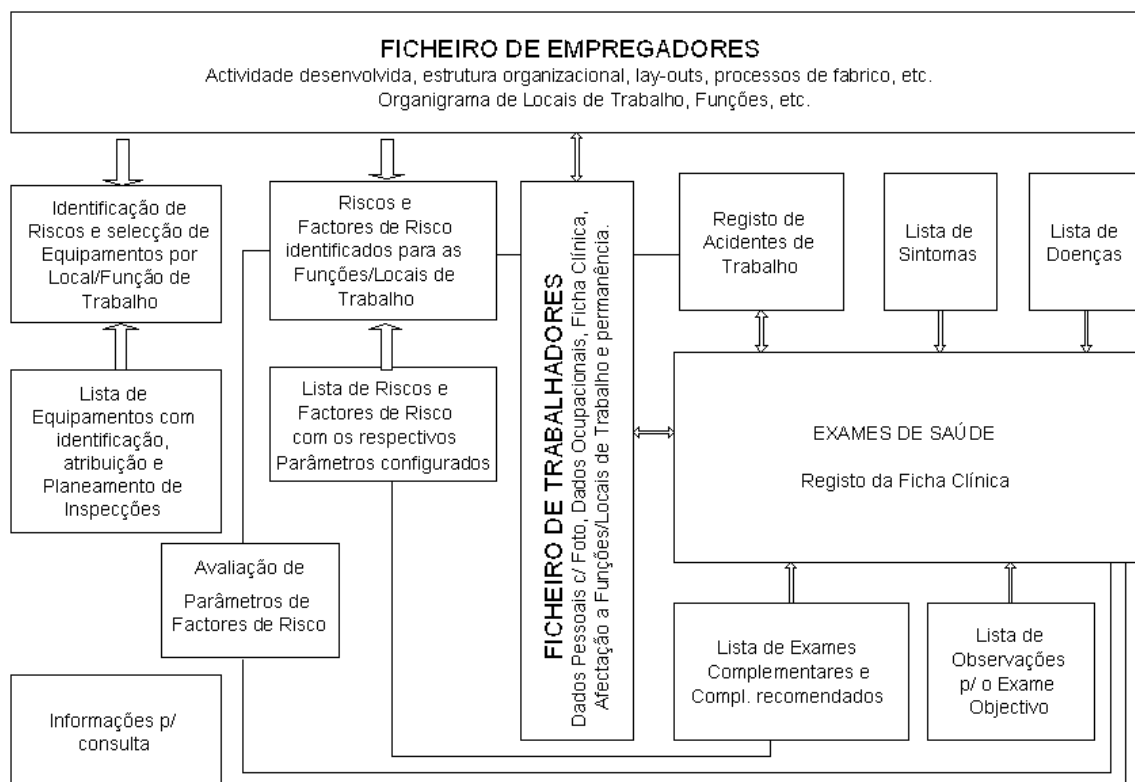 FICHEIRO DE EMPREGADORES
Actividade desenvolvida, estrutura organizacional, lay-outs, processos de fabrico, etc.
Organigrama de Locais de Trabalho, Funções, etc.
Identificação de
Riscos e selecção de
Equipamentos por
Local/Função de
Trabalho
Riscos e
Factores de Risco
identificados para as
Funções/Locais de
Trabalho
FICHEIRO DE TRABALHADORES
Dados Pessoais c/ Foto, Dados Ocupacionais, Ficha Clínica,
Afectação a Funções/Locais de Trabalho e permanência.
Registo de
Acidentes de
Trabalho
Lista de
Sintomas
Lista de
Doenças
Lista de
Equipamentos com
identificação,
atribuição e
Planeamento de
Inspecções
Lista de Riscos e
Factores de Risco
com os respectivos
Parâmetros configurados
EXAMES DE SAÚDE
Registo da Ficha Clínica
Avaliação de
Parâmetros de
Factores de Risco
Lista de Exames
Complementares e
Compl. recomendados
Lista de
Observações
p/ o Exame
Objectivo
Informações p/
consulta